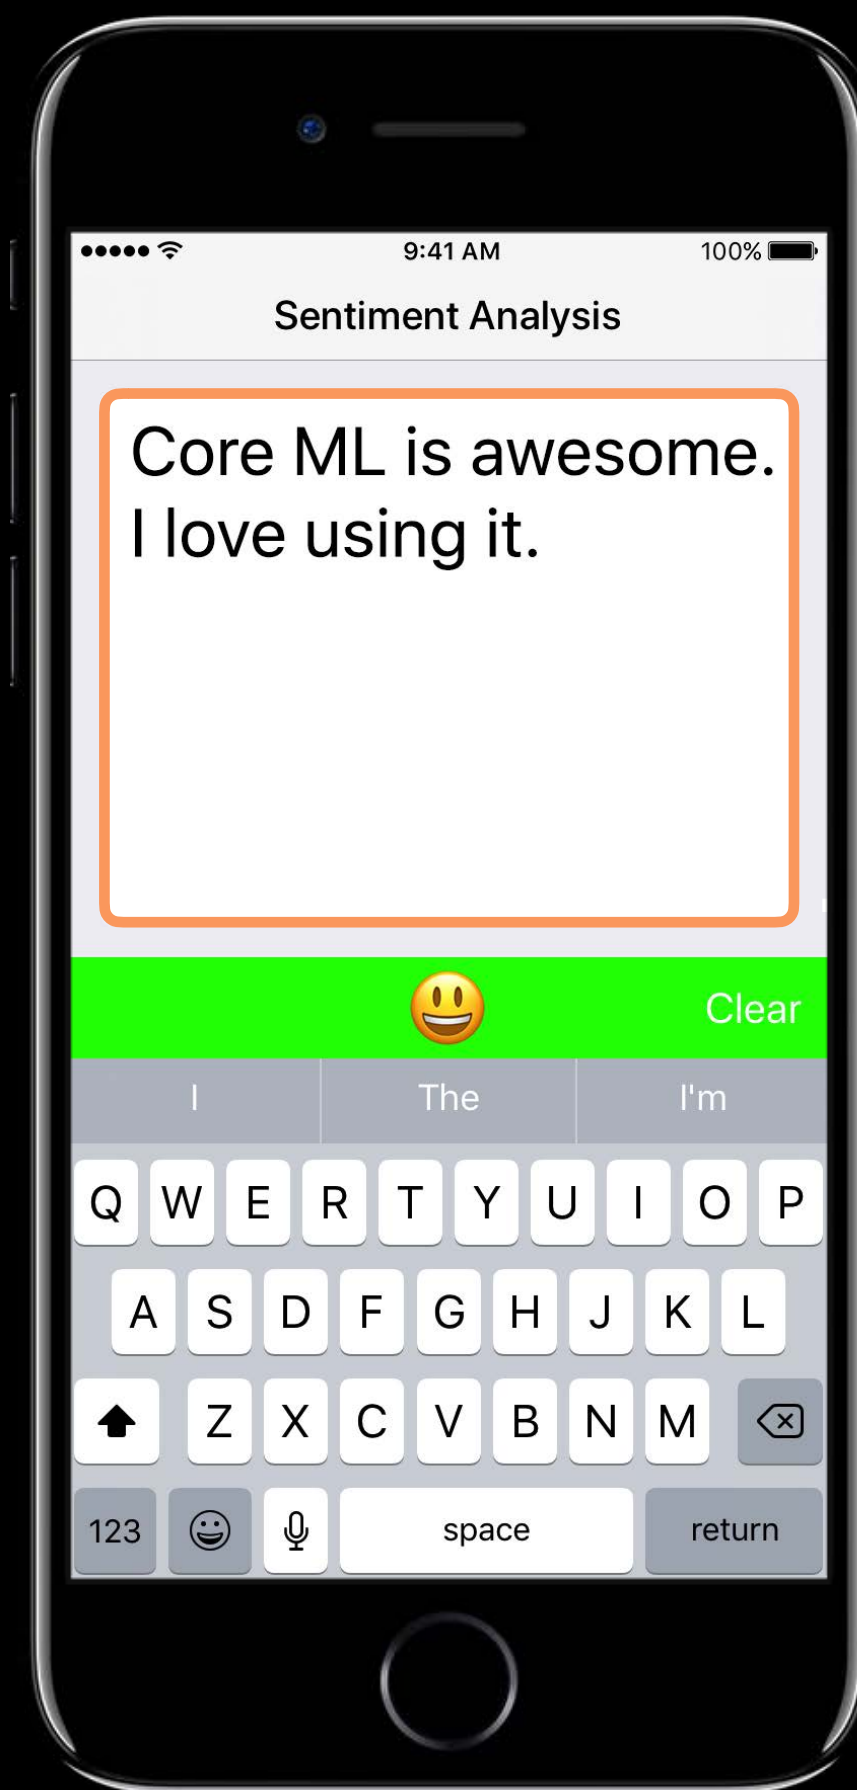 9:41 AM 100%
Sentiment Analysis
Core ML is awesome.
I love using it.
Clear
I The I'm
Q W E R T Y U I O P
A S D F G H J K L
Z X C V B N M
123 space return